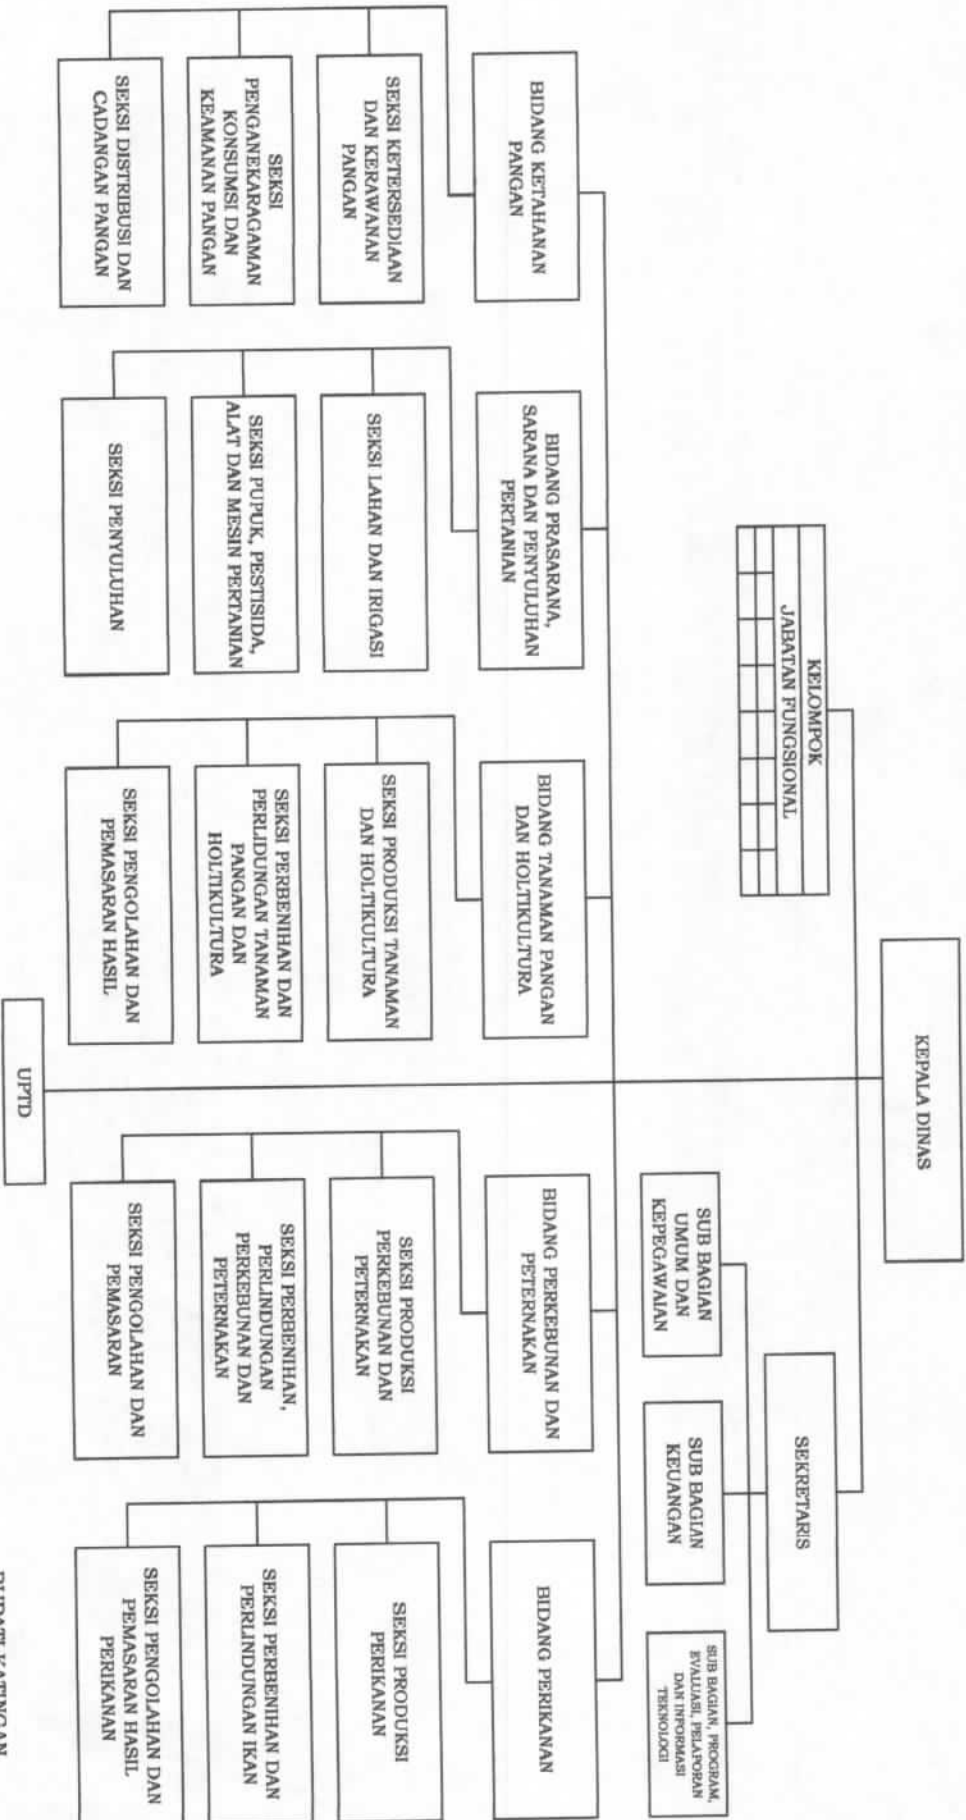 KEPALA DINAS
KELOMPOK
JABATAN FUNGSIONAL
SEKRETARIS
SUB BAGIAN
UMUM DAN
KEPEGAWAIAN
SUB BAGIAN
KEUANGAN
SUB BAGIAN, PROGRAM,
EVALUASI, PELAPORAN
DAN INFORMASI
TEKNOLOGI
BIDANG KETAHANAN
PANGAN
SEKSI KETERSEDIAAN
DAN KERAWANAN
PANGAN
SEKSI
PENGANEKARAGAMAN
KONSUMSI DAN
KEAMANAN PANGAN
SEKSI DISTRIBUSI DAN
CADANGAN PANGAN
BIDANG PRASARANA,
SARANA DAN PENYULUHAN
PERTANIAN
SEKSI LAHAN DAN IRIGASI
SEKSI PUPUK, PESTISIDA,
ALAT DAN MESIN PERTANIAN
SEKSI PENYULUHAN
BIDANG TANAMAN PANGAN
DAN HOLTIKULTURA
SEKSI PRODUKSI TANAMAN
DAN HOLTIKULTURA
SEKSI PERBENIHAN DAN
PERLIDUNGAN TANAMAN
PANGAN DAN
HOLTIKULTURA
SEKSI PENGOLAHAN DAN
PEMASARAN HASIL
BIDANG PERKEBUNAN DAN
PETERNAKAN
SEKSI PRODUKSI
PERKEBUNAN DAN
PETERNAKAN
SEKSI PERBENIHAN,
PERLINDUNGAN
PERKEBUNAN DAN
PETERNAKAN
SEKSI PENGOLAHAN DAN
PEMASARAN
BIDANG PERIKANAN
SEKSI PRODUKSI
PERIKANAN
SEKSI PERBENIHAN DAN
PERLINDUNGAN IKAN
SEKSI PENGOLAHAN DAN
PEMASARAN HASIL
PERIKANAN
UPTD
BUPATI KATINGAN